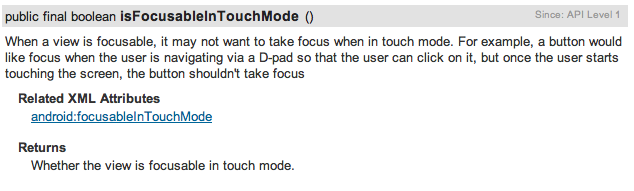 public final boolean isFocusableInTouchMode () Since: API Level 1
When a view is focusable, it may not want to take focus when in touch mode. For example, a button would
like focus when the user is navigating via a D-pad so that the user can click on it, but once the user starts
touching the screen, the button shouldn't take focus
Related XML Attributes
android:focusableInTouchMode
Returns
Whether the view is focusable in touch mode.